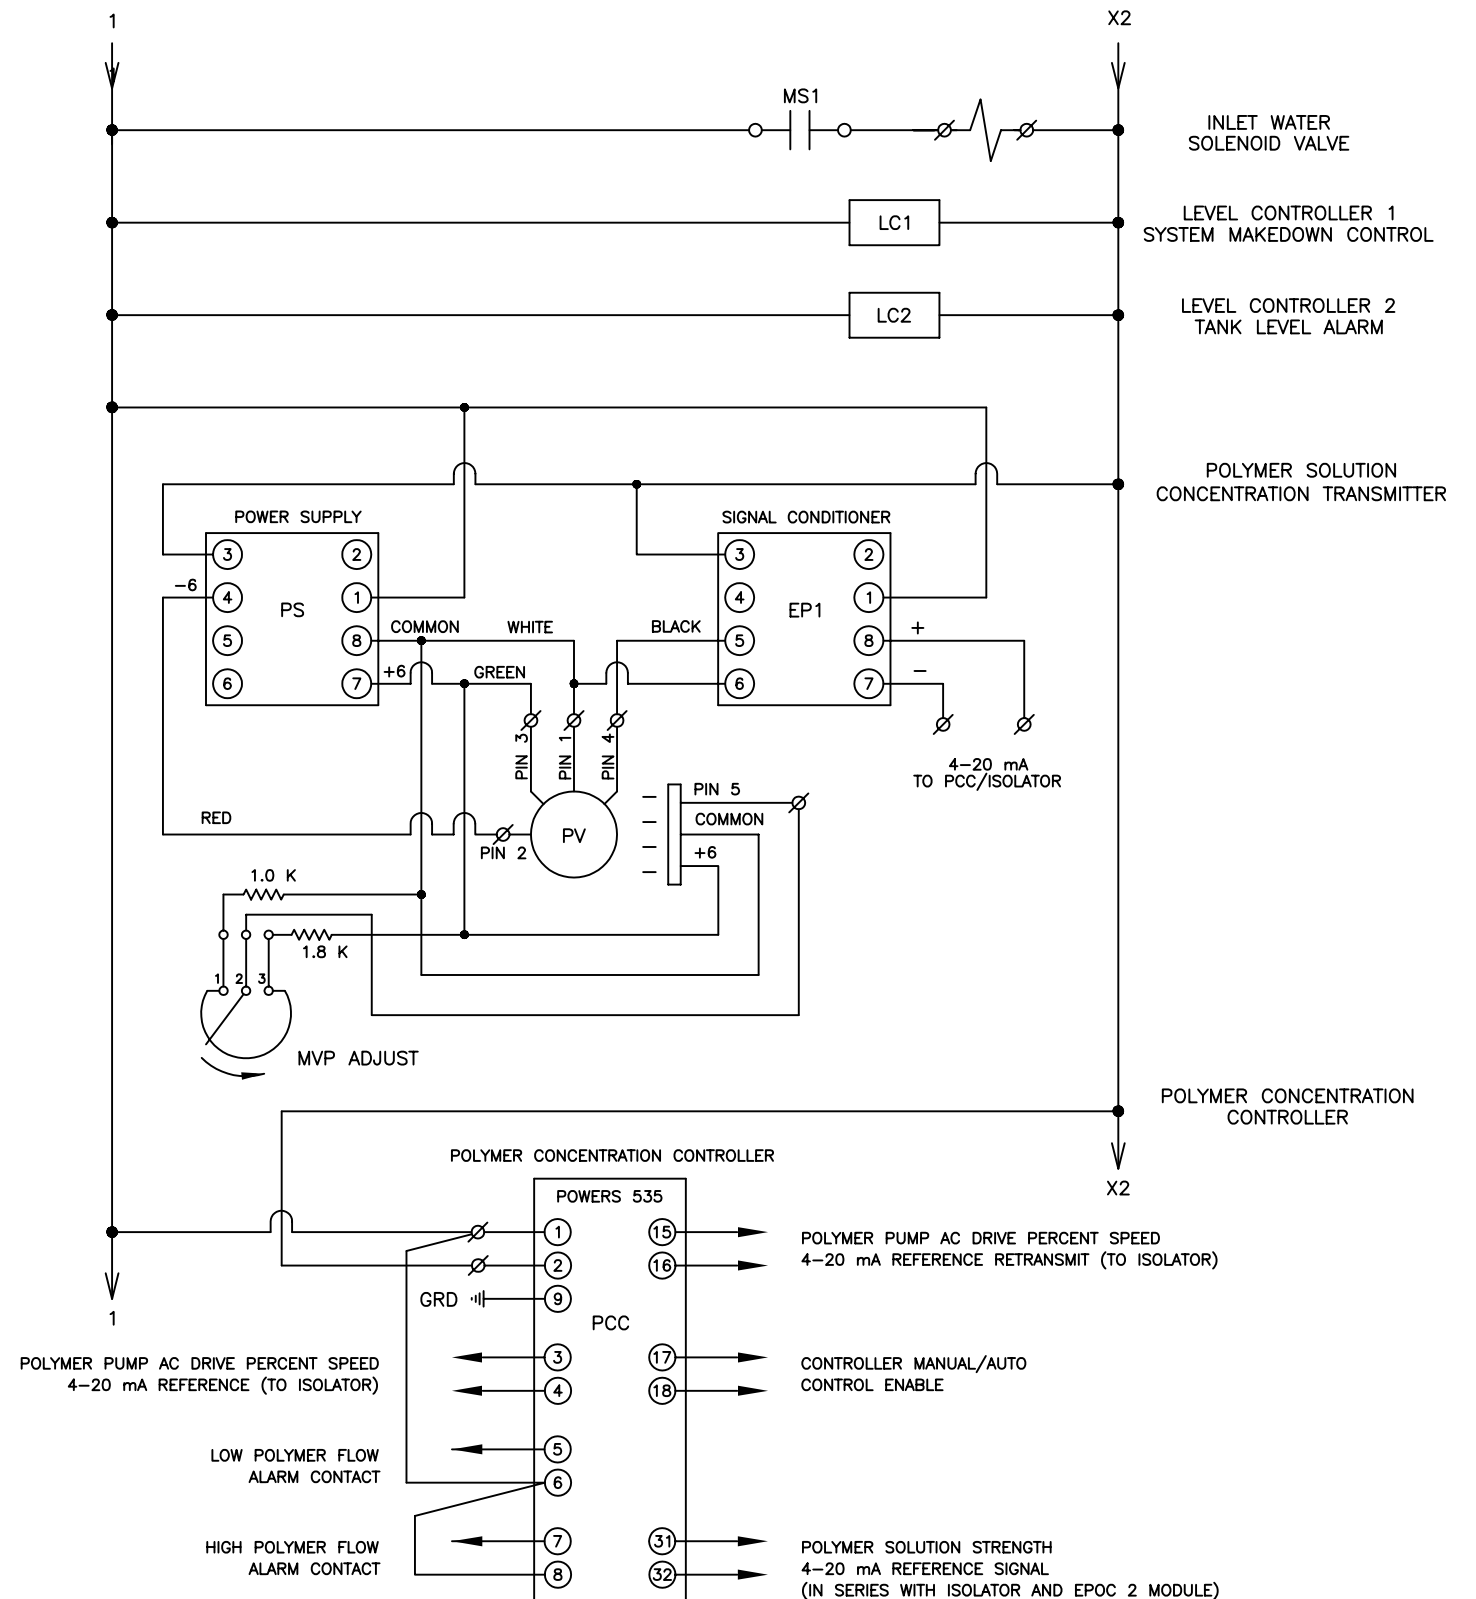 1
X2
MS1
INLET WATER
SOLENOID VALVE
LC1
LEVEL CONTROLLER 1
SYSTEM MAKEDOWN CONTROL
LC2
LEVEL CONTROLLER 2
TANK LEVEL ALARM
POLYMER SOLUTION
CONCENTRATION TRANSMITTER
POWER SUPPLY
SIGNAL CONDITIONER
3
2
3
2
-6
4
PS
1
4
EP1
1
5
8
COMMON
WHITE
BLACK
5
8
+
6
7
+6
GREEN
6
7
–
PIN 3
PIN 1
PIN 4
4-20 mA
TO PCC/ISOLATOR
PIN 5
RED
COMMON
PV
PIN 2
+6
1.0 K
1.8 K
1 2 3
MVP ADJUST
POLYMER CONCENTRATION
CONTROLLER
POLYMER CONCENTRATION CONTROLLER
X2
POWERS 535
1
15
POLYMER PUMP AC DRIVE PERCENT SPEED
4-20 mA REFERENCE RETRANSMIT (TO ISOLATOR)
2
16
GRD
9
1
PCC
POLYMER PUMP AC DRIVE PERCENT SPEED
4-20 mA REFERENCE (TO ISOLATOR)
3
4
17
18
CONTROLLER MANUAL/AUTO
CONTROL ENABLE
LOW POLYMER FLOW
ALARM CONTACT
5
6
HIGH POLYMER FLOW
ALARM CONTACT
7
8
31
32
POLYMER SOLUTION STRENGTH
4-20 mA REFERENCE SIGNAL
(IN SERIES WITH ISOLATOR AND EPOC 2 MODULE)